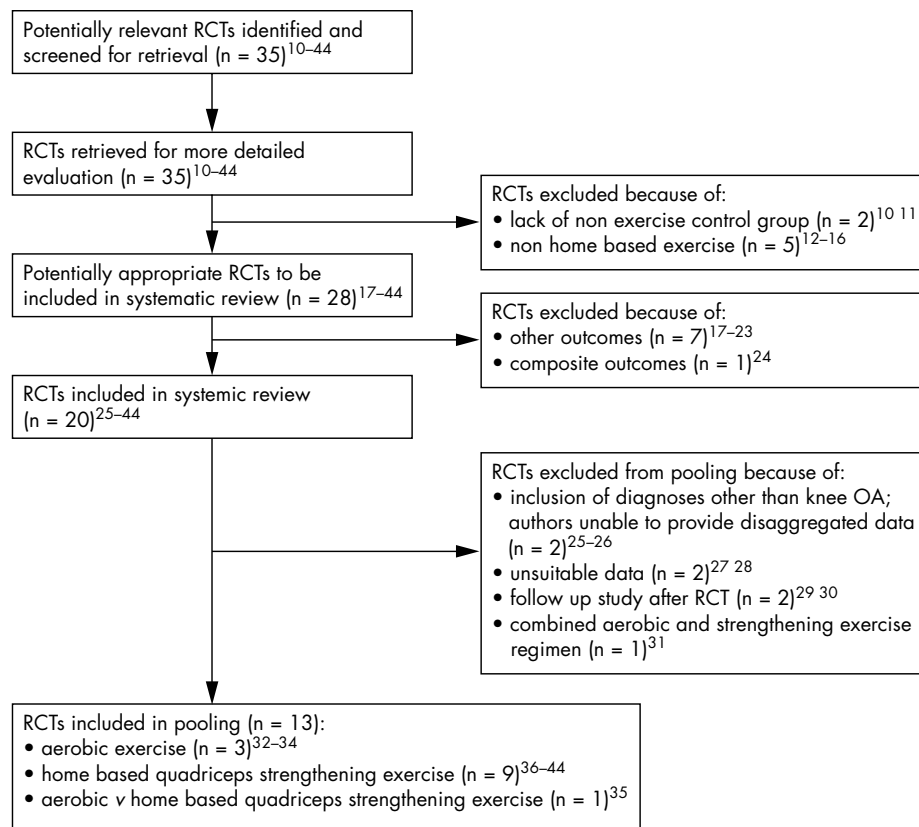 Potentially relevant RCTs identified and
screened for retrieval (n = 35)10–44
RCTs retrieved for more detailed
evaluation (n = 35)10–44
RCTs excluded because of:
• lack of non exercise control group (n = 2)10 11
• non home based exercise (n = 5)12–16
Potentially appropriate RCTs to be
included in systematic review (n = 28)17–44
RCTs excluded because of:
• other outcomes (n = 7)17–23
• composite outcomes (n = 1)24
RCTs included in systemic review
(n = 20)25–44
RCTs excluded from pooling because of:
• inclusion of diagnoses other than knee OA;
authors unable to provide disaggregated data
(n = 2)25–26
• unsuitable data (n = 2)27 28
• follow up study after RCT (n = 2)29 30
• combined aerobic and strengthening exercise
regimen (n = 1)31
RCTs included in pooling (n = 13):
• aerobic exercise (n = 3)32–34
• home based quadriceps strengthening exercise (n = 9)36–44
• aerobic v home based quadriceps strengthening exercise (n = 1)35